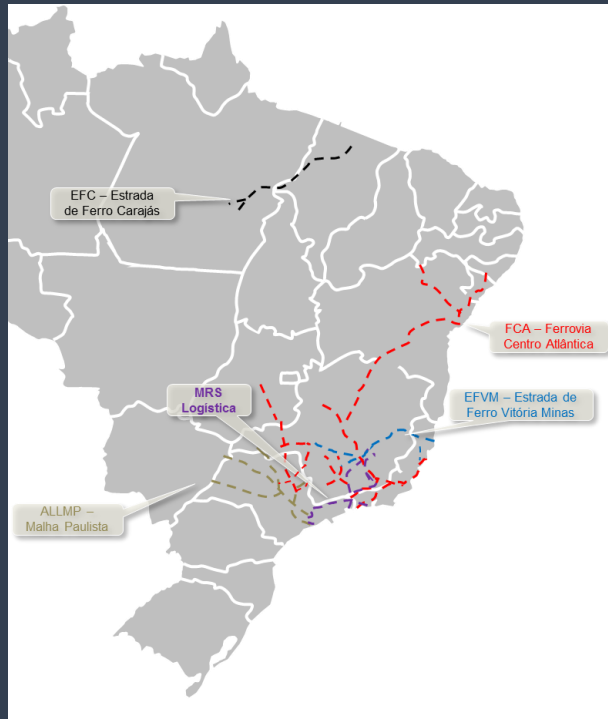 EFC – Estrada
de Ferro Carajás
FCA – Ferrovia
Centro Atlântica
MRS
Logística
EFVM – Estrada de
Ferro Vitória Minas
ALLMP –
Malha Paulista